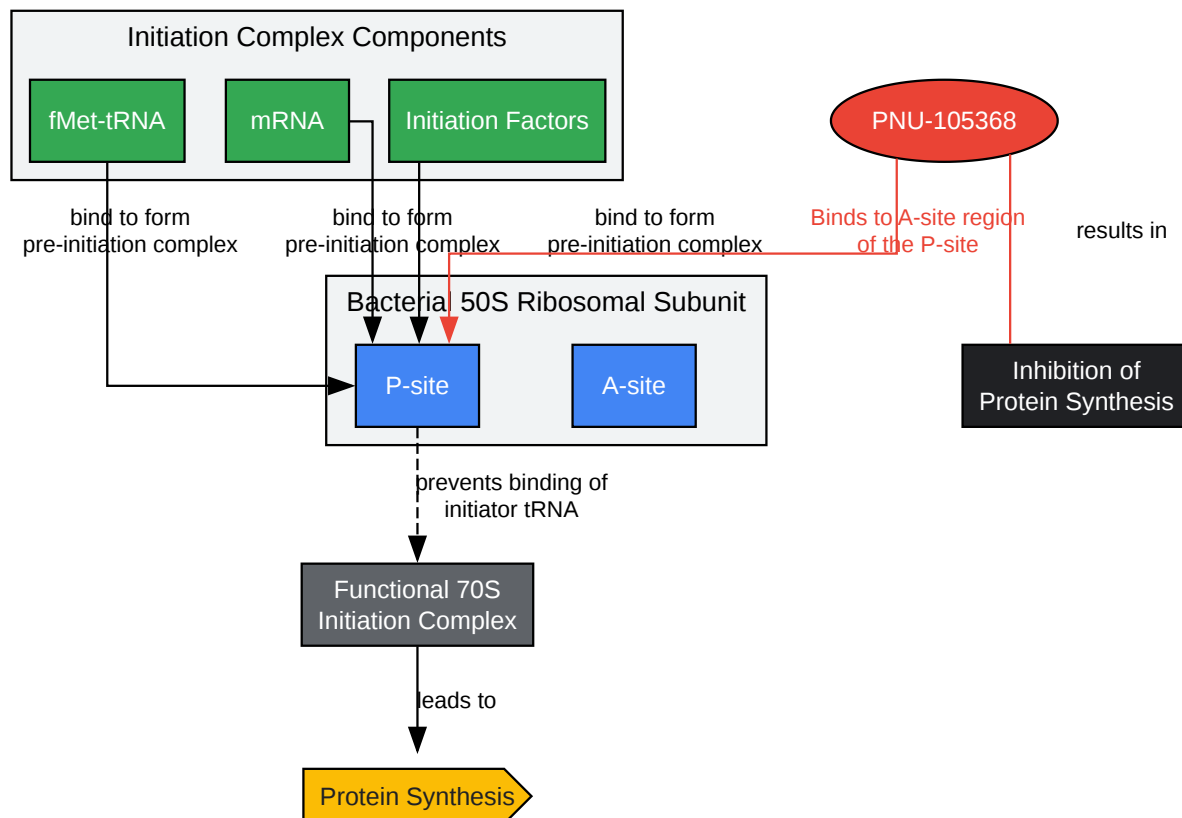 Initiation Complex Components
fMet-tRNA
mRNA
Initiation Factors
PNU-105368
bind to form
pre-initiation complex
bind to form
pre-initiation complex
bind to form
pre-initiation complex
Binds to A-site region
of the P-site
results in
Bacterial 50S Ribosomal Subunit
P-site
A-site
Inhibition of
Protein Synthesis
prevents binding of
initiator tRNA
Functional 70S
Initiation Complex
leads to
Protein Synthesis